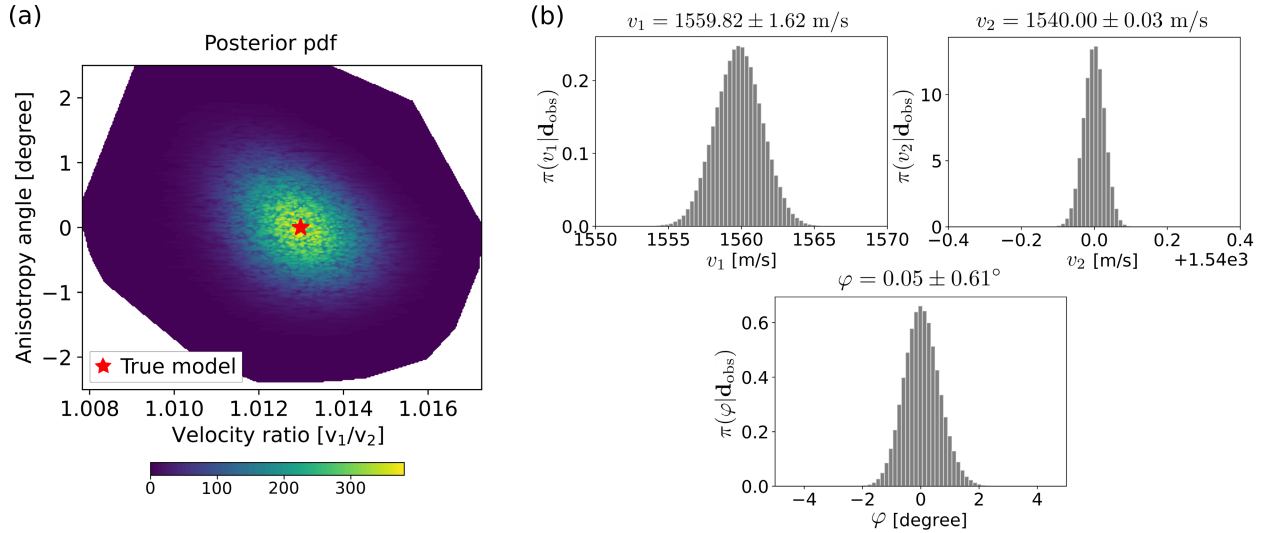 (a)
Posterior pdf
Anisotropy angle [degree]
2
1
0
−1
−2
★ True model
1.008 1.010 1.012 1.014 1.016
Velocity ratio [v₁/v₂]
0 100 200 300
(b)
v₁ = 1559.82 ± 1.62 m/s
π(v₁|d_obs)
0.2
0.1
0.0
1550 1555 1560 1565 1570
v₁ [m/s]
v₂ = 1540.00 ± 0.03 m/s
π(v₂|d_obs)
10
5
0
−0.4 −0.2 0.0 0.2 0.4
v₂ [m/s]
+1.54e3
φ = 0.05 ± 0.61°
π(φ|d_obs)
0.6
0.4
0.2
0.0
−4 −2 0 2 4
φ [degree]